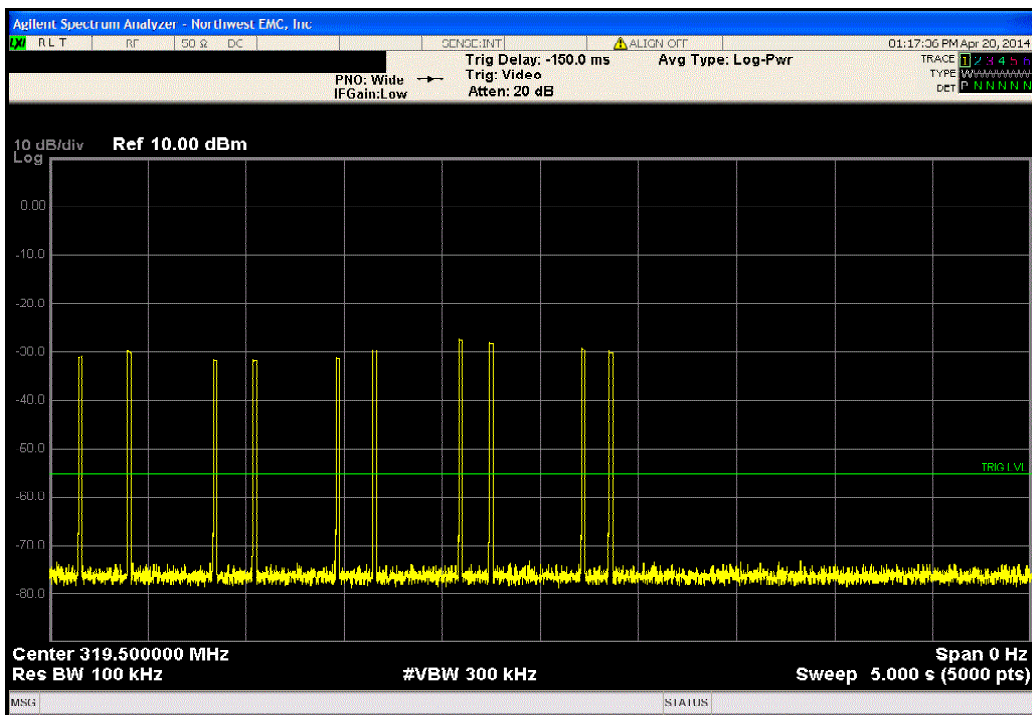 Agilent Spectrum Analyzer - Northwest EMC, Inc
LXI RLT RF 50 Ω DC SENSE:INT ALIGN OFF 01:17:06 PM Apr 20, 2014
Trig Delay: -150.0 ms Avg Type: Log-Pwr TRACE 1 2 3 4 5 6
PNO: Wide Trig: Video TYPE WWWWWW
IFGain:Low Atten: 20 dB DET P N N N N N
10 dB/div Ref 10.00 dBm
Log
0.00
-10.0
-20.0
-30.0
-40.0
-50.0
TRIG LVL
-60.0
-70.0
-80.0
Center 319.500000 MHz Span 0 Hz
Res BW 100 kHz #VBW 300 kHz Sweep 5.000 s (5000 pts)
MSG STATUS